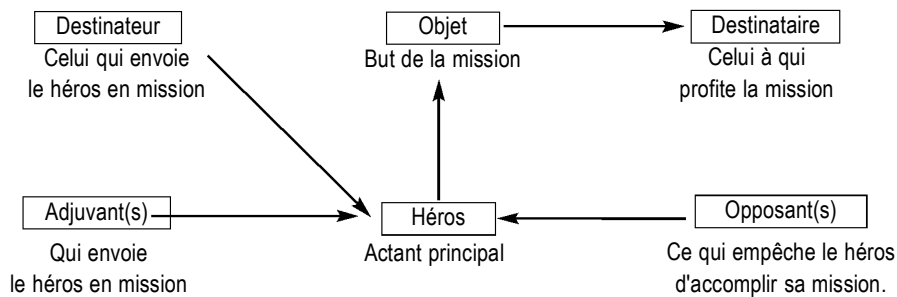 Destinateur
Celui qui envoie
le héros en mission
Objet
But de la mission
Destinataire
Celui à qui
profite la mission
Adjuvant(s)
Qui envoie
le héros en mission
Héros
Actant principal
Opposant(s)
Ce qui empêche le héros
d'accomplir sa mission.